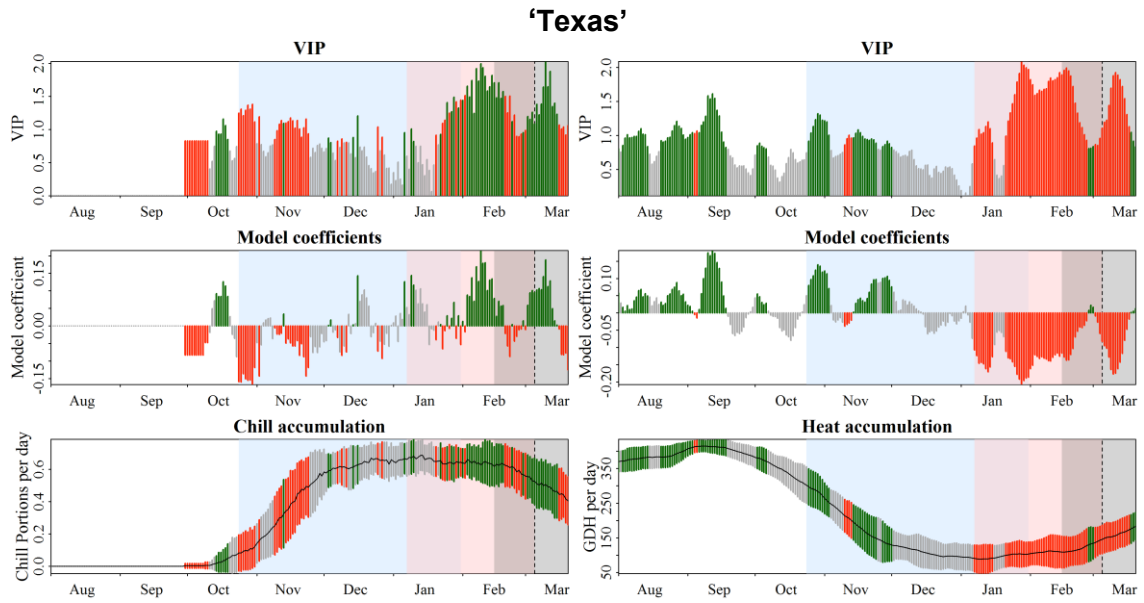 ‘Texas’
VIP
VIP
2.0
1.5
1.0
0.5
0.0
Aug Sep Oct Nov Dec Jan Feb Mar
VIP
VIP
2.0
1.5
1.0
0.5
Aug Sep Oct Nov Dec Jan Feb Mar
Model coefficients
Model coefficient
0.15
0.00
-0.15
Aug Sep Oct Nov Dec Jan Feb Mar
Model coefficients
Model coefficient
0.10
-0.05
-0.20
Aug Sep Oct Nov Dec Jan Feb Mar
Chill accumulation
Chill Portions per day
0.6
0.4
0.2
0.0
Aug Sep Oct Nov Dec Jan Feb Mar
Heat accumulation
GDH per day
350
250
150
50
Aug Sep Oct Nov Dec Jan Feb Mar